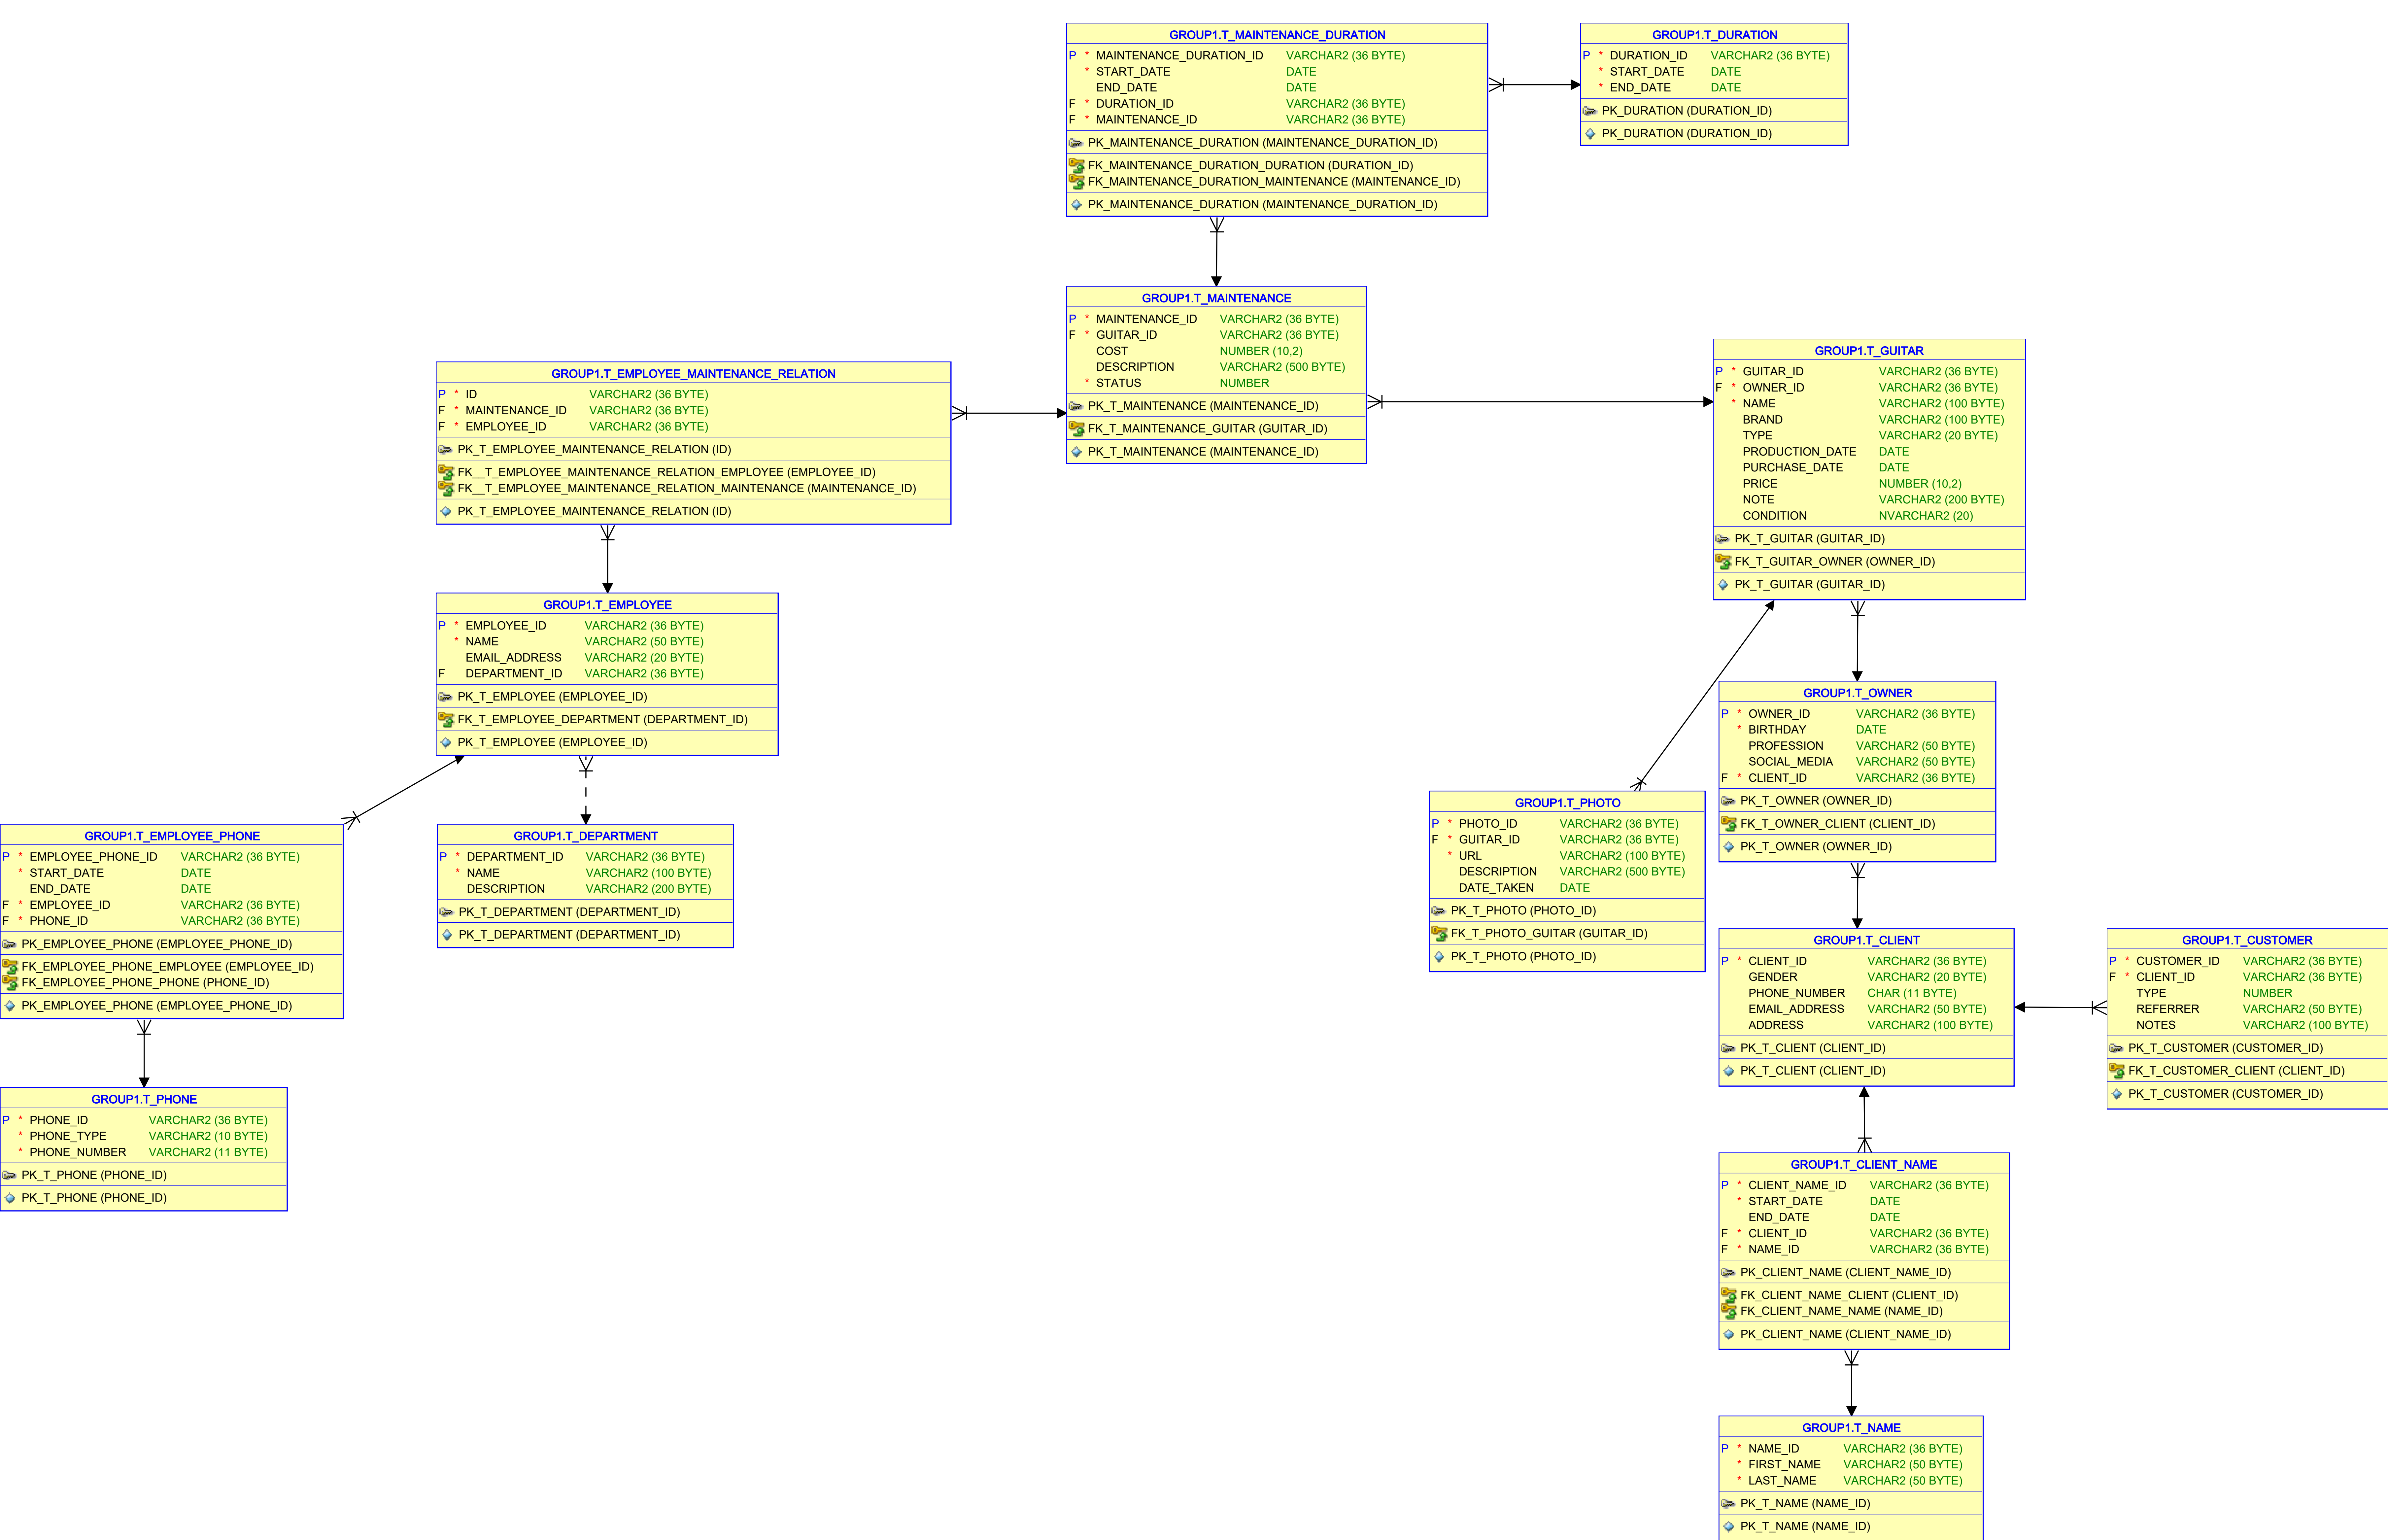 GROUP1.T_MAINTENANCE_DURATION
P * MAINTENANCE_DURATION_ID VARCHAR2 (36 BYTE)
* START_DATE DATE
END_DATE DATE
F * DURATION_ID VARCHAR2 (36 BYTE)
F * MAINTENANCE_ID VARCHAR2 (36 BYTE)
PK_MAINTENANCE_DURATION (MAINTENANCE_DURATION_ID)
FK_MAINTENANCE_DURATION_DURATION (DURATION_ID)
FK_MAINTENANCE_DURATION_MAINTENANCE (MAINTENANCE_ID)
PK_MAINTENANCE_DURATION (MAINTENANCE_DURATION_ID)
GROUP1.T_DURATION
P * DURATION_ID VARCHAR2 (36 BYTE)
* START_DATE DATE
* END_DATE DATE
PK_DURATION (DURATION_ID)
PK_DURATION (DURATION_ID)
GROUP1.T_MAINTENANCE
P * MAINTENANCE_ID VARCHAR2 (36 BYTE)
F * GUITAR_ID VARCHAR2 (36 BYTE)
COST NUMBER (10,2)
DESCRIPTION VARCHAR2 (500 BYTE)
* STATUS NUMBER
PK_T_MAINTENANCE (MAINTENANCE_ID)
FK_T_MAINTENANCE_GUITAR (GUITAR_ID)
PK_T_MAINTENANCE (MAINTENANCE_ID)
GROUP1.T_GUITAR
P * GUITAR_ID VARCHAR2 (36 BYTE)
F * OWNER_ID VARCHAR2 (36 BYTE)
* NAME VARCHAR2 (100 BYTE)
BRAND VARCHAR2 (100 BYTE)
TYPE VARCHAR2 (20 BYTE)
PRODUCTION_DATE DATE
PURCHASE_DATE DATE
PRICE NUMBER (10,2)
NOTE VARCHAR2 (200 BYTE)
CONDITION NVARCHAR2 (20)
PK_T_GUITAR (GUITAR_ID)
FK_T_GUITAR_OWNER (OWNER_ID)
PK_T_GUITAR (GUITAR_ID)
GROUP1.T_EMPLOYEE_MAINTENANCE_RELATION
P * ID VARCHAR2 (36 BYTE)
F * MAINTENANCE_ID VARCHAR2 (36 BYTE)
F * EMPLOYEE_ID VARCHAR2 (36 BYTE)
PK_T_EMPLOYEE_MAINTENANCE_RELATION (ID)
FK__T_EMPLOYEE_MAINTENANCE_RELATION_EMPLOYEE (EMPLOYEE_ID)
FK__T_EMPLOYEE_MAINTENANCE_RELATION_MAINTENANCE (MAINTENANCE_ID)
PK_T_EMPLOYEE_MAINTENANCE_RELATION (ID)
GROUP1.T_EMPLOYEE
P * EMPLOYEE_ID VARCHAR2 (36 BYTE)
* NAME VARCHAR2 (50 BYTE)
EMAIL_ADDRESS VARCHAR2 (20 BYTE)
F DEPARTMENT_ID VARCHAR2 (36 BYTE)
PK_T_EMPLOYEE (EMPLOYEE_ID)
FK_T_EMPLOYEE_DEPARTMENT (DEPARTMENT_ID)
PK_T_EMPLOYEE (EMPLOYEE_ID)
GROUP1.T_OWNER
P * OWNER_ID VARCHAR2 (36 BYTE)
* BIRTHDAY DATE
PROFESSION VARCHAR2 (50 BYTE)
SOCIAL_MEDIA VARCHAR2 (50 BYTE)
F * CLIENT_ID VARCHAR2 (36 BYTE)
PK_T_OWNER (OWNER_ID)
FK_T_OWNER_CLIENT (CLIENT_ID)
PK_T_OWNER (OWNER_ID)
GROUP1.T_PHOTO
P * PHOTO_ID VARCHAR2 (36 BYTE)
F * GUITAR_ID VARCHAR2 (36 BYTE)
* URL VARCHAR2 (100 BYTE)
DESCRIPTION VARCHAR2 (500 BYTE)
DATE_TAKEN DATE
PK_T_PHOTO (PHOTO_ID)
FK_T_PHOTO_GUITAR (GUITAR_ID)
PK_T_PHOTO (PHOTO_ID)
GROUP1.T_EMPLOYEE_PHONE
P * EMPLOYEE_PHONE_ID VARCHAR2 (36 BYTE)
* START_DATE DATE
END_DATE DATE
F * EMPLOYEE_ID VARCHAR2 (36 BYTE)
F * PHONE_ID VARCHAR2 (36 BYTE)
PK_EMPLOYEE_PHONE (EMPLOYEE_PHONE_ID)
FK_EMPLOYEE_PHONE_EMPLOYEE (EMPLOYEE_ID)
FK_EMPLOYEE_PHONE_PHONE (PHONE_ID)
PK_EMPLOYEE_PHONE (EMPLOYEE_PHONE_ID)
GROUP1.T_DEPARTMENT
P * DEPARTMENT_ID VARCHAR2 (36 BYTE)
* NAME VARCHAR2 (100 BYTE)
DESCRIPTION VARCHAR2 (200 BYTE)
PK_T_DEPARTMENT (DEPARTMENT_ID)
PK_T_DEPARTMENT (DEPARTMENT_ID)
GROUP1.T_CLIENT
P * CLIENT_ID VARCHAR2 (36 BYTE)
GENDER VARCHAR2 (20 BYTE)
PHONE_NUMBER CHAR (11 BYTE)
EMAIL_ADDRESS VARCHAR2 (50 BYTE)
ADDRESS VARCHAR2 (100 BYTE)
PK_T_CLIENT (CLIENT_ID)
PK_T_CLIENT (CLIENT_ID)
GROUP1.T_CUSTOMER
P * CUSTOMER_ID VARCHAR2 (36 BYTE)
F * CLIENT_ID VARCHAR2 (36 BYTE)
TYPE NUMBER
REFERRER VARCHAR2 (50 BYTE)
NOTES VARCHAR2 (100 BYTE)
PK_T_CUSTOMER (CUSTOMER_ID)
FK_T_CUSTOMER_CLIENT (CLIENT_ID)
PK_T_CUSTOMER (CUSTOMER_ID)
GROUP1.T_PHONE
P * PHONE_ID VARCHAR2 (36 BYTE)
* PHONE_TYPE VARCHAR2 (10 BYTE)
* PHONE_NUMBER VARCHAR2 (11 BYTE)
PK_T_PHONE (PHONE_ID)
PK_T_PHONE (PHONE_ID)
GROUP1.T_CLIENT_NAME
P * CLIENT_NAME_ID VARCHAR2 (36 BYTE)
* START_DATE DATE
END_DATE DATE
F * CLIENT_ID VARCHAR2 (36 BYTE)
F * NAME_ID VARCHAR2 (36 BYTE)
PK_CLIENT_NAME (CLIENT_NAME_ID)
FK_CLIENT_NAME_CLIENT (CLIENT_ID)
FK_CLIENT_NAME_NAME (NAME_ID)
PK_CLIENT_NAME (CLIENT_NAME_ID)
GROUP1.T_NAME
P * NAME_ID VARCHAR2 (36 BYTE)
* FIRST_NAME VARCHAR2 (50 BYTE)
* LAST_NAME VARCHAR2 (50 BYTE)
PK_T_NAME (NAME_ID)
PK_T_NAME (NAME_ID)